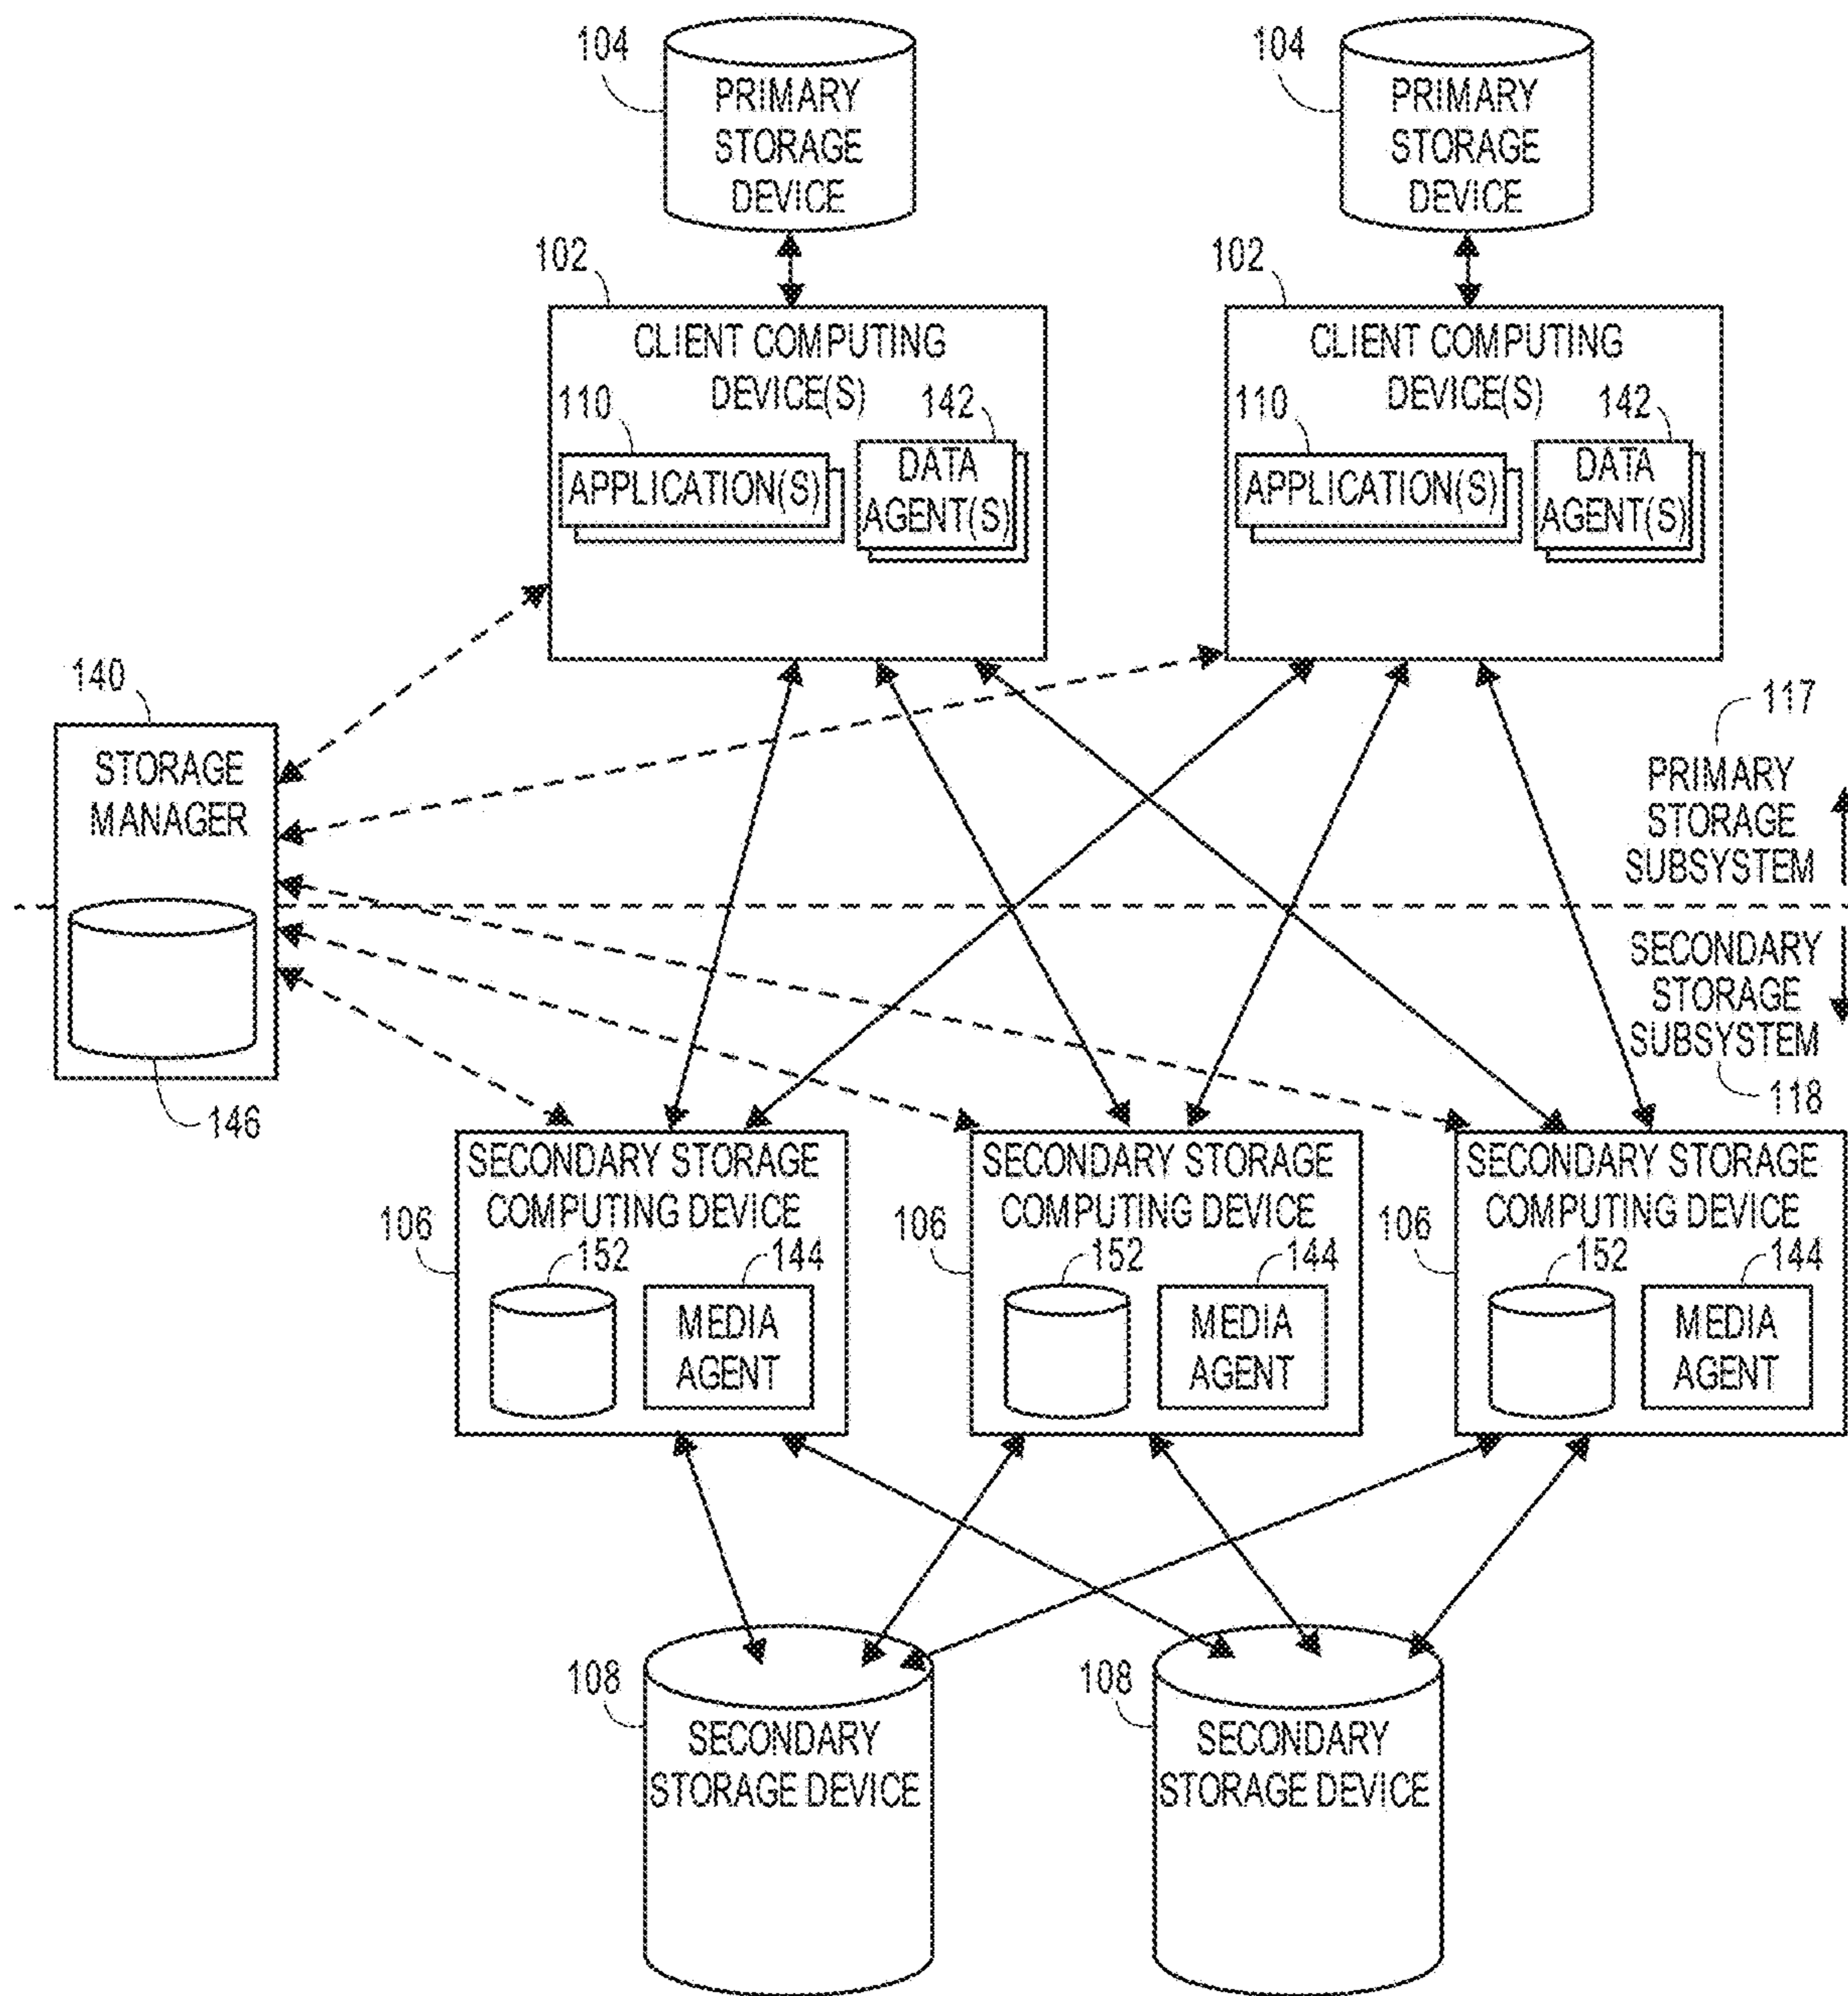 104
PRIMARY
STORAGE
DEVICE
104
PRIMARY
STORAGE
DEVICE
102
CLIENT COMPUTING
DEVICE(S)
110
APPLICATION(S)
142
DATA
AGENT(S)
102
CLIENT COMPUTING
DEVICE(S)
110
APPLICATION(S)
142
DATA
AGENT(S)
140
STORAGE
MANAGER
146
117
PRIMARY
STORAGE
SUBSYSTEM
SECONDARY
STORAGE
SUBSYSTEM
118
106
SECONDARY STORAGE
COMPUTING DEVICE
152
144
MEDIA
AGENT
106
SECONDARY STORAGE
COMPUTING DEVICE
152
144
MEDIA
AGENT
106
SECONDARY STORAGE
COMPUTING DEVICE
152
144
MEDIA
AGENT
108
SECONDARY
STORAGE DEVICE
108
SECONDARY
STORAGE DEVICE